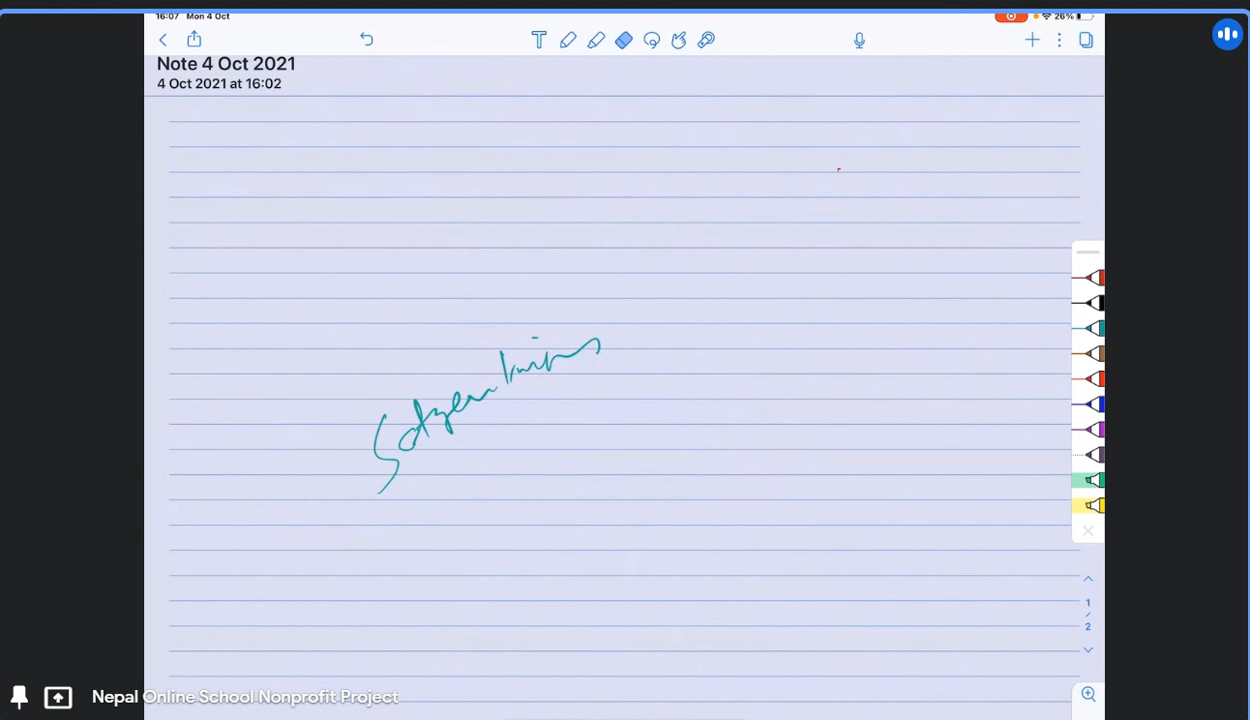 16:07 Mon 4 Oct
26%
Note 4 Oct 2021
4 Oct 2021 at 16:02
1
2
Nepal Online School Nonprofit Project